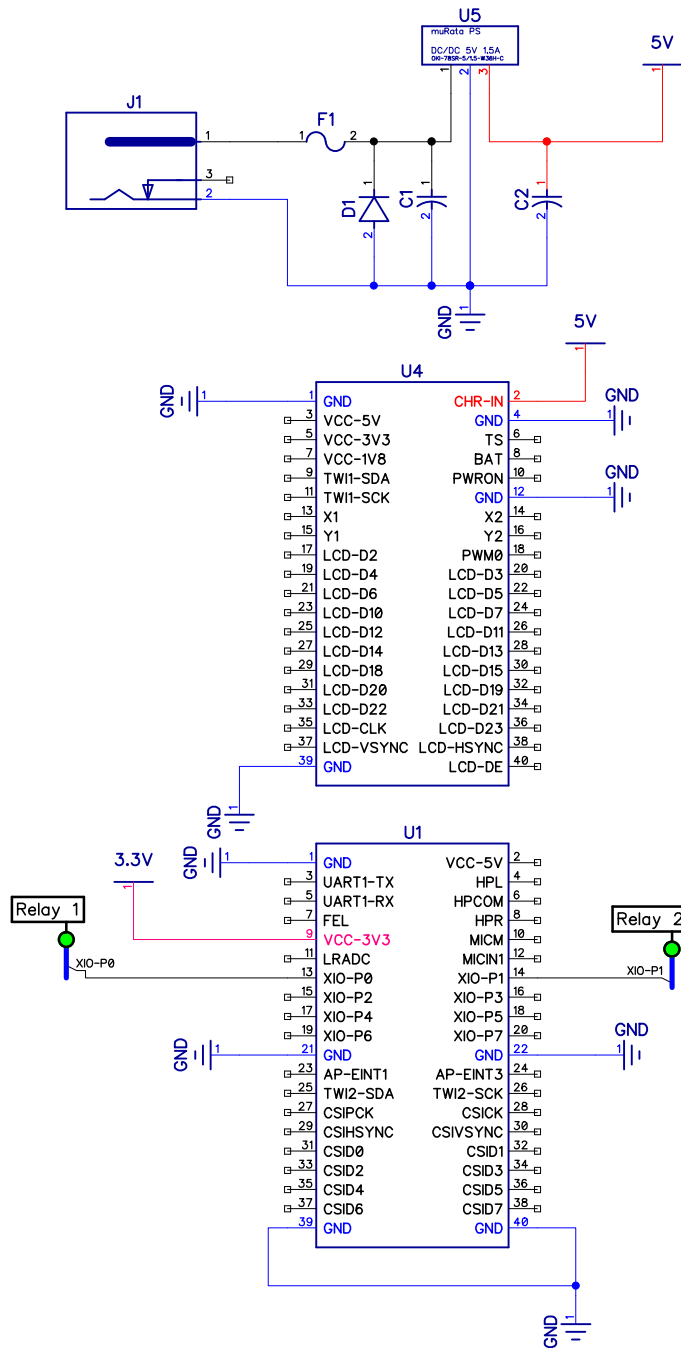 U5
muRata PS
DC/DC 5V 1.5A
OKI-78SR-5/1.5-W36H-C
1
2
3
5V
1
J1
1
3
2
F1
1 2
D1
1
2
C1
1
2
C2
1
2
GND
1
5V
1
U4
GND 1 1 GND CHR-IN 2
3 VCC-5V GND 4 1 GND
5 VCC-3V3 TS 6
7 VCC-1V8 BAT 8
9 TWI1-SDA PWRON 10
11 TWI1-SCK GND 12 1 GND
13 X1 X2 14
15 Y1 Y2 16
17 LCD-D2 PWM0 18
19 LCD-D4 LCD-D3 20
21 LCD-D6 LCD-D5 22
23 LCD-D10 LCD-D7 24
25 LCD-D12 LCD-D11 26
27 LCD-D14 LCD-D13 28
29 LCD-D18 LCD-D15 30
31 LCD-D20 LCD-D19 32
33 LCD-D22 LCD-D21 34
35 LCD-CLK LCD-D23 36
37 LCD-VSYNC LCD-HSYNC 38
39 GND LCD-DE 40
GND 1
U1
3.3V
1
GND 1 1 GND VCC-5V 2
3 UART1-TX HPL 4
5 UART1-RX HPCOM 6
7 FEL HPR 8
9 VCC-3V3 MICM 10
11 LRADC MICIN1 12
Relay 1
XIO-P0
13 XIO-P0 XIO-P1 14
XIO-P1
Relay 2
15 XIO-P2 XIO-P3 16
17 XIO-P4 XIO-P5 18
19 XIO-P6 XIO-P7 20
GND 1 21 GND GND 22 1 GND
23 AP-EINT1 AP-EINT3 24
25 TWI2-SDA TWI2-SCK 26
27 CSIPCK CSICK 28
29 CSIHSYNC CSIVSYNC 30
31 CSID0 CSID1 32
33 CSID2 CSID3 34
35 CSID4 CSID5 36
37 CSID6 CSID7 38
39 GND GND 40
GND 1